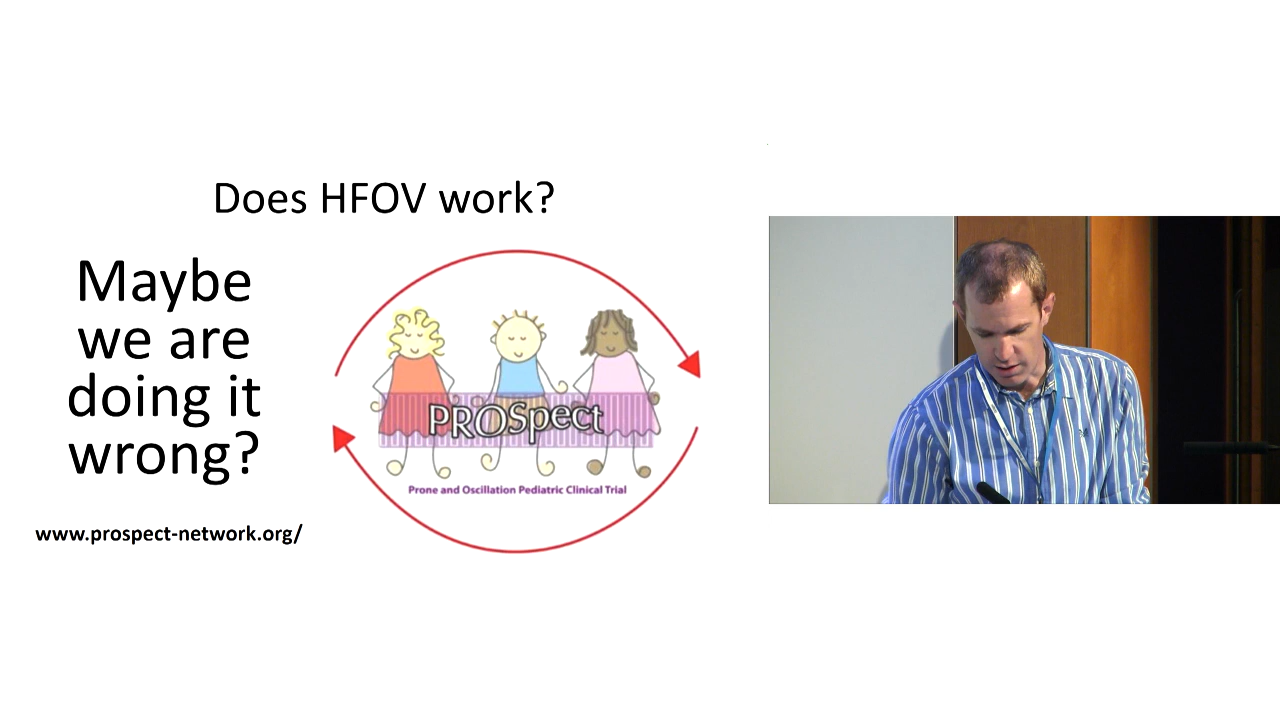 Does HFOV work?
Maybe
we are
doing it
wrong?
PROSpect
Prone and Oscillation Pediatric Clinical Trial
www.prospect-network.org/